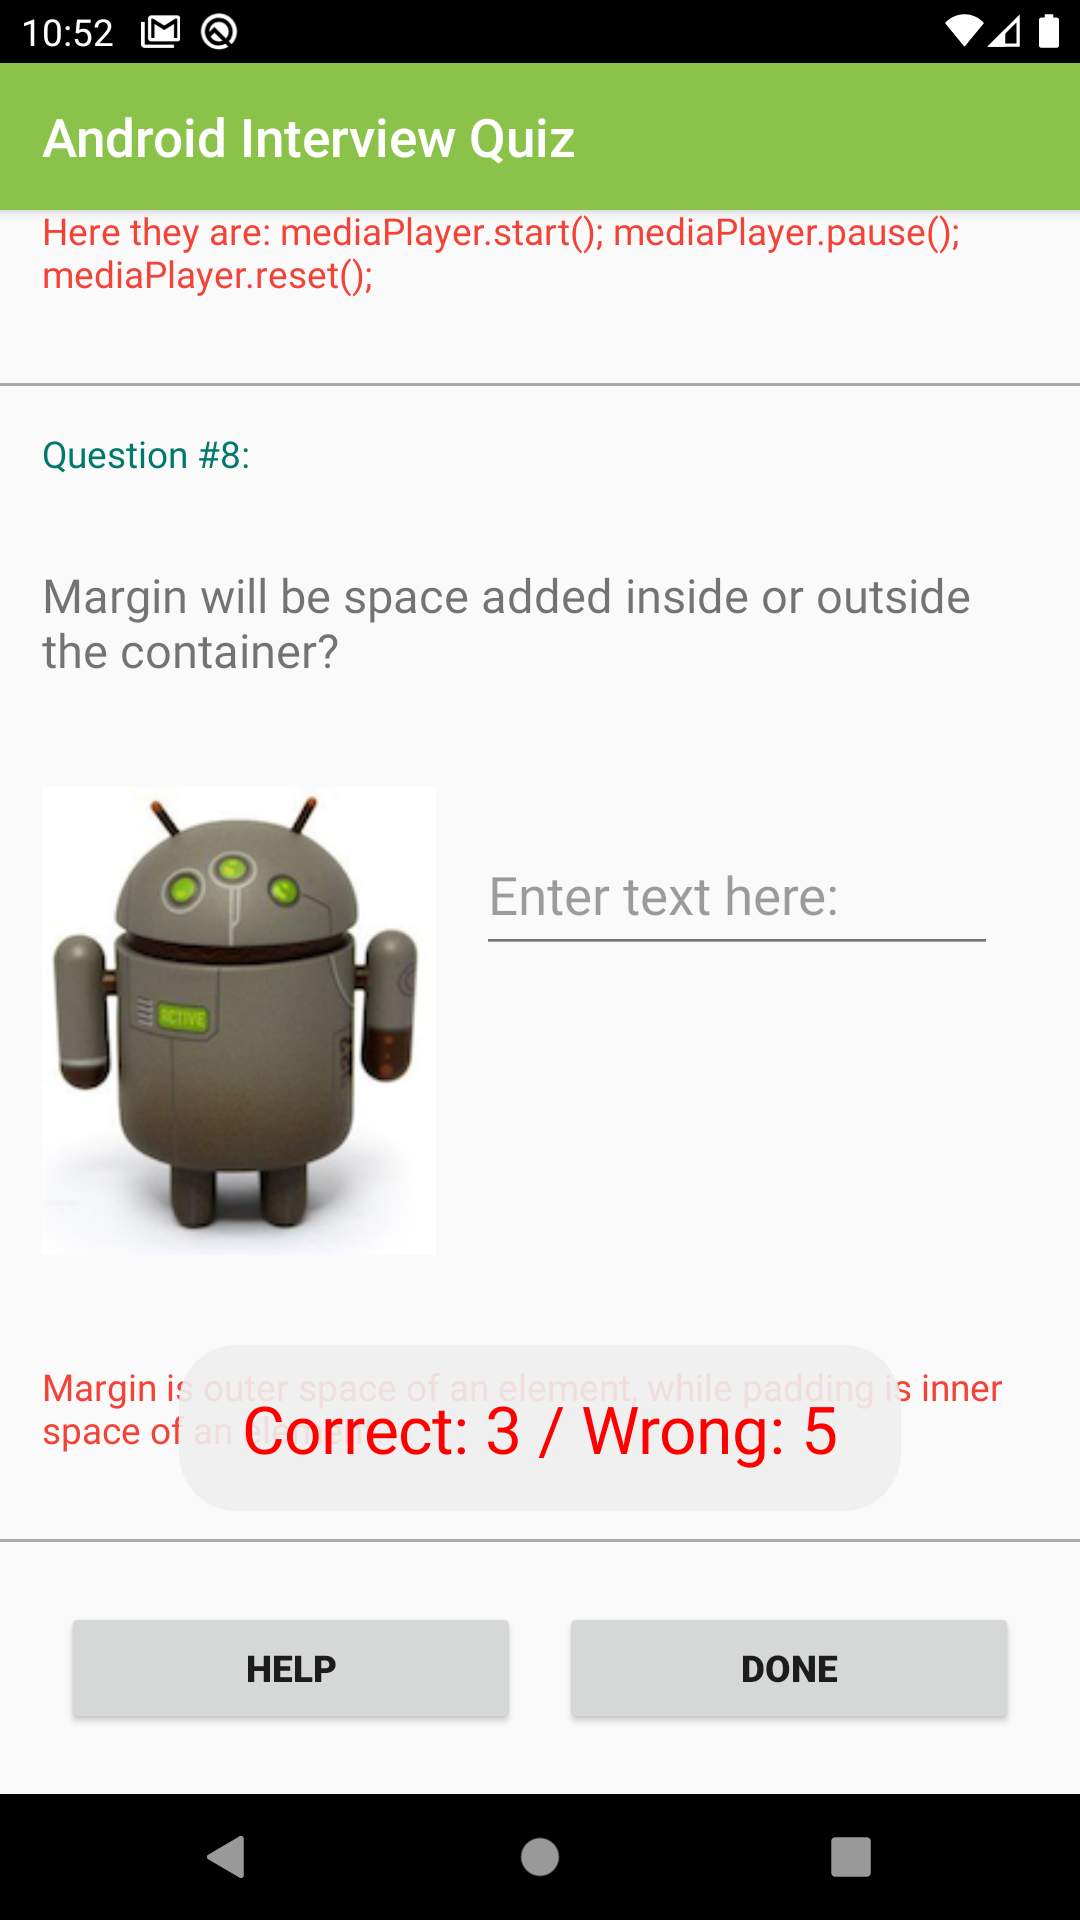 10:52
Android Interview Quiz
Here they are: mediaPlayer.start(); mediaPlayer.pause();
mediaPlayer.reset();
Question #8:
Margin will be space added inside or outside
the container?
ACTIVE
Enter text here:
Margin is outer space of an element, while padding is inner
space of an element
Correct: 3 / Wrong: 5
HELP
DONE